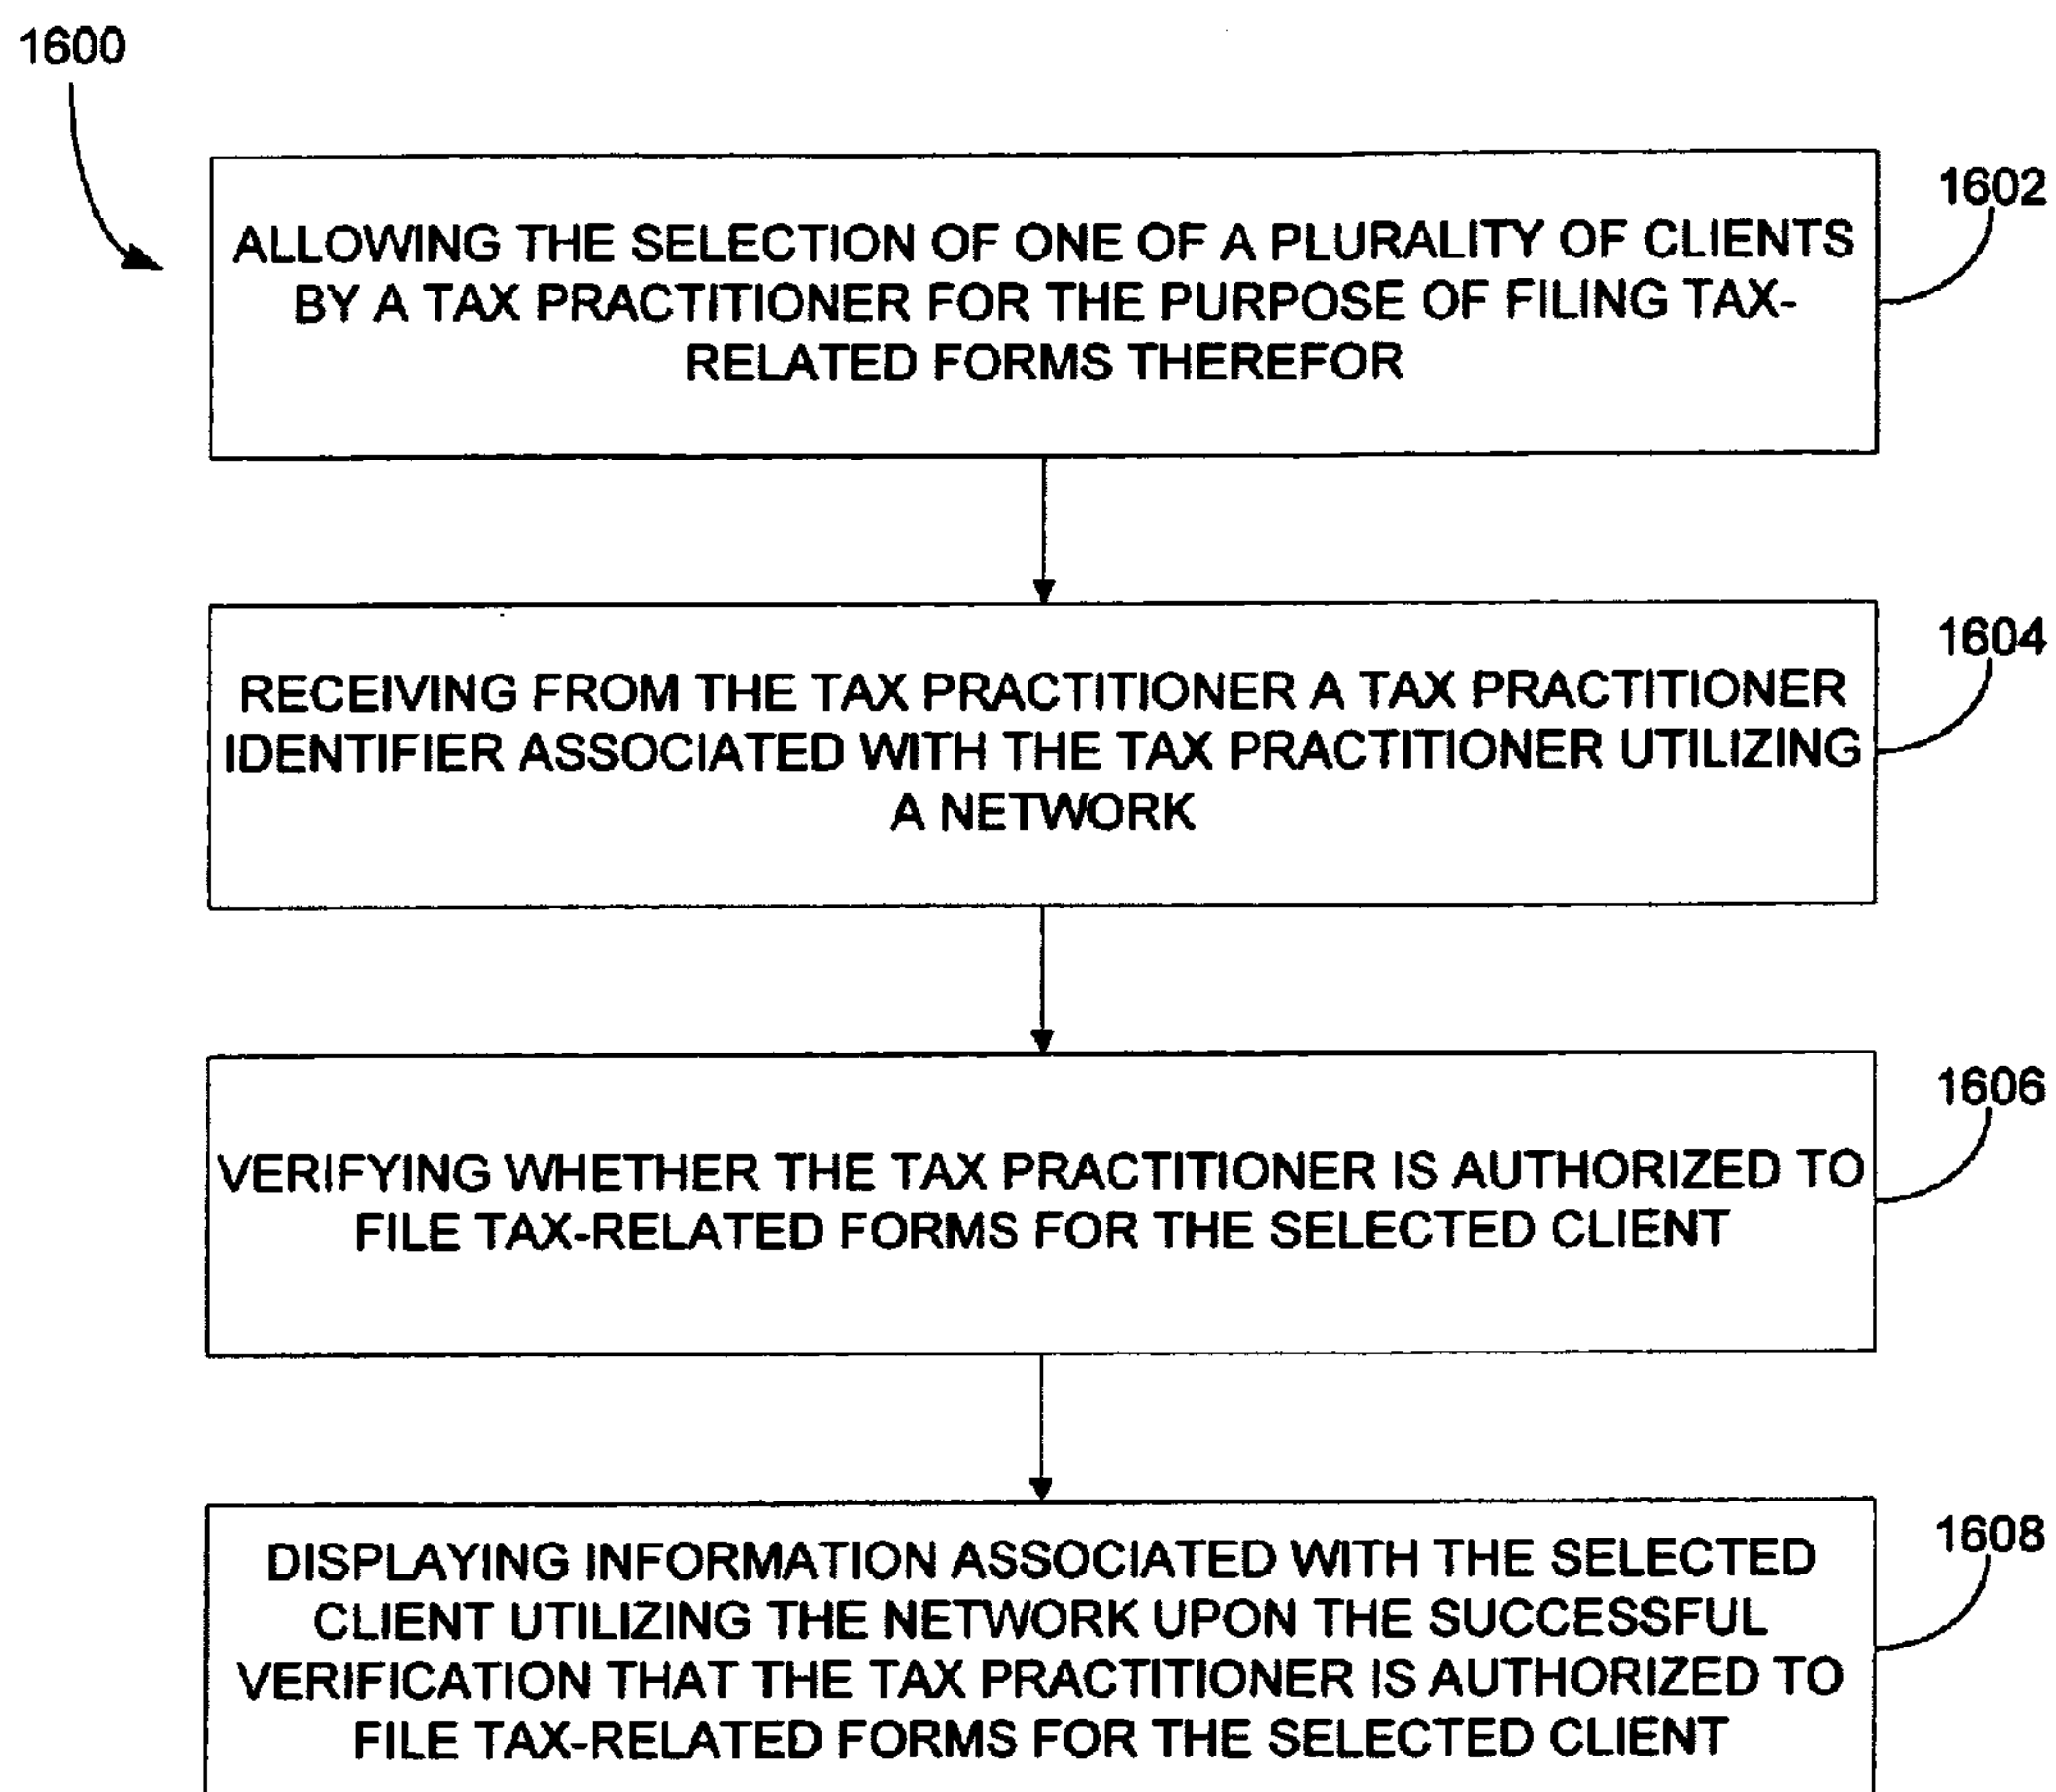 1600
1602
ALLOWING THE SELECTION OF ONE OF A PLURALITY OF CLIENTS
BY A TAX PRACTITIONER FOR THE PURPOSE OF FILING TAX-
RELATED FORMS THEREFOR
1604
RECEIVING FROM THE TAX PRACTITIONER A TAX PRACTITIONER
IDENTIFIER ASSOCIATED WITH THE TAX PRACTITIONER UTILIZING
A NETWORK
1606
VERIFYING WHETHER THE TAX PRACTITIONER IS AUTHORIZED TO
FILE TAX-RELATED FORMS FOR THE SELECTED CLIENT
1608
DISPLAYING INFORMATION ASSOCIATED WITH THE SELECTED
CLIENT UTILIZING THE NETWORK UPON THE SUCCESSFUL
VERIFICATION THAT THE TAX PRACTITIONER IS AUTHORIZED TO
FILE TAX-RELATED FORMS FOR THE SELECTED CLIENT